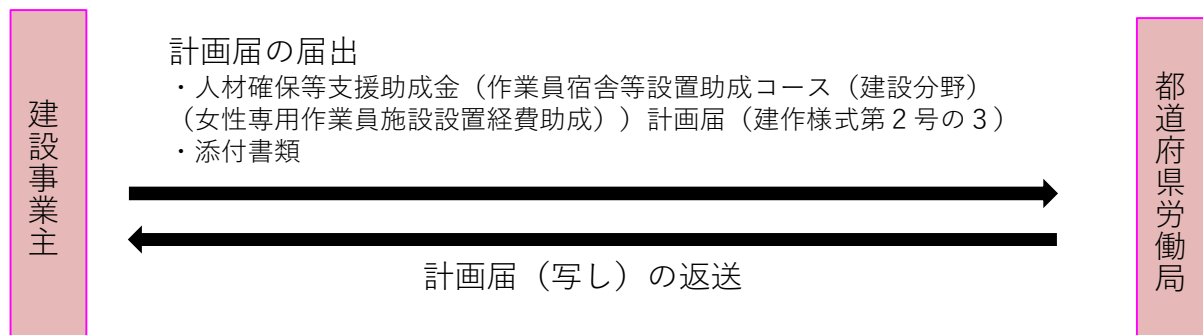 建設事業主
計画届の届出
・人材確保等支援助成金（作業員宿舎等設置助成コース（建設分野）
（女性専用作業員施設設置経費助成））計画届（建作様式第２号の３）
・添付書類
計画届（写し）の返送
都道府県労働局